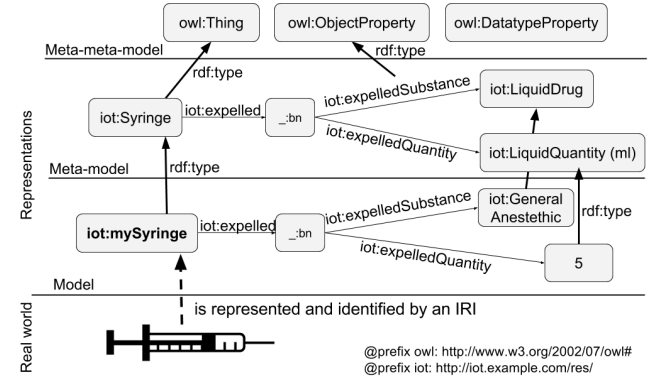 owl:Thing
owl:ObjectProperty
owl:DatatypeProperty
Meta-meta-model
rdf:type
rdf:type
iot:Syringe
iot:expelled
_:bn
iot:expelledSubstance
iot:LiquidDrug
iot:expelledQuantity
iot:LiquidQuantity (ml)
Representations
Meta-model
rdf:type
iot:mySyringe
iot:expelled
_:bn
iot:expelledSubstance
iot:General
Anestethic
rdf:type
iot:expelledQuantity
5
Model
Real world
is represented and identified by an IRI
@prefix owl: http://www.w3.org/2002/07/owl#
@prefix iot: http://iot.example.com/res/